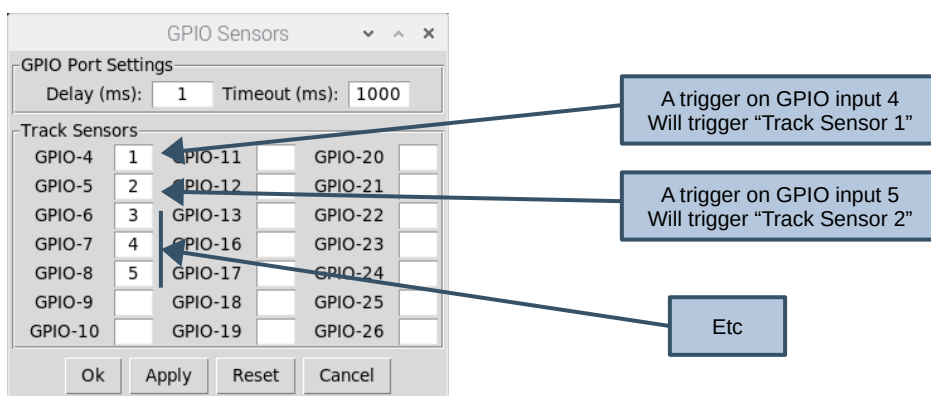 GPIO Sensors
GPIO Port Settings
Delay (ms): 1 Timeout (ms): 1000
Track Sensors
GPIO-4 1 GPIO-11 GPIO-20
GPIO-5 2 GPIO-12 GPIO-21
GPIO-6 3 GPIO-13 GPIO-22
GPIO-7 4 GPIO-16 GPIO-23
GPIO-8 5 GPIO-17 GPIO-24
GPIO-9 GPIO-18 GPIO-25
GPIO-10 GPIO-19 GPIO-26
Ok Apply Reset Cancel
A trigger on GPIO input 4
Will trigger “Track Sensor 1”
A trigger on GPIO input 5
Will trigger “Track Sensor 2”
Etc